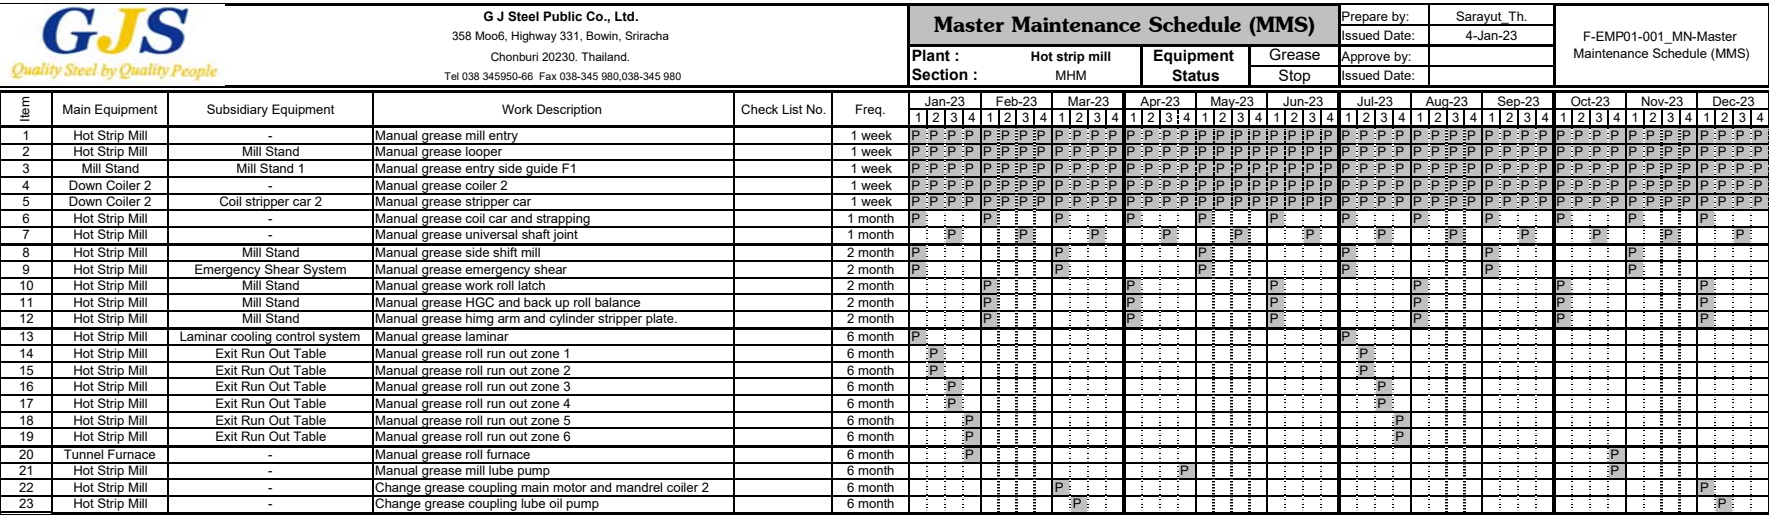 GJS
Quality Steel by Quality People
G J Steel Public Co., Ltd.
358 Moo6, Highway 331, Bowin, Sriracha
Chonburi 20230. Thailand.
Tel 038 345950-66 Fax 038-345 980,038-345 980
Master Maintenance Schedule (MMS)
Plant : Hot strip mill Equipment Grease
Section : MHM Status Stop
Prepare by: Sarayut_Th.
Issued Date: 4-Jan-23
Approve by:
Issued Date:
F-EMP01-001_MN-Master
Maintenance Schedule (MMS)
Item Main Equipment Subsidiary Equipment Work Description Check List No. Freq. Jan-23 Feb-23 Mar-23 Apr-23 May-23 Jun-23 Jul-23 Aug-23 Sep-23 Oct-23 Nov-23 Dec-23
1 2 3 4 1 2 3 4 1 2 3 4 1 2 3 4 1 2 3 4 1 2 3 4 1 2 3 4 1 2 3 4 1 2 3 4 1 2 3 4 1 2 3 4 1 2 3 4
1 Hot Strip Mill - Manual grease mill entry 1 week P P P P P P P P P P P P P P P P P P P P P P P P P P P P P P P P P P P P P P P P P P P P P P P P
2 Hot Strip Mill Mill Stand Manual grease looper 1 week P P P P P P P P P P P P P P P P P P P P P P P P P P P P P P P P P P P P P P P P P P P P P P P P
3 Mill Stand Mill Stand 1 Manual grease entry side guide F1 1 week P P P P P P P P P P P P P P P P P P P P P P P P P P P P P P P P P P P P P P P P P P P P P P P P
4 Down Coiler 2 - Manual grease coiler 2 1 week P P P P P P P P P P P P P P P P P P P P P P P P P P P P P P P P P P P P P P P P P P P P P P P P
5 Down Coiler 2 Coil stripper car 2 Manual grease stripper car 1 week P P P P P P P P P P P P P P P P P P P P P P P P P P P P P P P P P P P P P P P P P P P P P P P P
6 Hot Strip Mill - Manual grease coil car and strapping 1 month P P P P P P P P P P P P
7 Hot Strip Mill - Manual grease universal shaft joint 1 month P P P P P P P P P P P P
8 Hot Strip Mill Mill Stand Manual grease side shift mill 2 month P P P P P P
9 Hot Strip Mill Emergency Shear System Manual grease emergency shear 2 month P P P P P P
10 Hot Strip Mill Mill Stand Manual grease work roll latch 2 month P P P P P P
11 Hot Strip Mill Mill Stand Manual grease HGC and back up roll balance 2 month P P P P P P
12 Hot Strip Mill Mill Stand Manual grease himg arm and cylinder stripper plate. 2 month P P P P P P
13 Hot Strip Mill Laminar cooling control system Manual grease laminar 6 month P P
14 Hot Strip Mill Exit Run Out Table Manual grease roll run out zone 1 6 month P P
15 Hot Strip Mill Exit Run Out Table Manual grease roll run out zone 2 6 month P P
16 Hot Strip Mill Exit Run Out Table Manual grease roll run out zone 3 6 month P P
17 Hot Strip Mill Exit Run Out Table Manual grease roll run out zone 4 6 month P P
18 Hot Strip Mill Exit Run Out Table Manual grease roll run out zone 5 6 month P P
19 Hot Strip Mill Exit Run Out Table Manual grease roll run out zone 6 6 month P P
20 Tunnel Furnace - Manual grease roll furnace 6 month P P
21 Hot Strip Mill - Manual grease mill lube pump 6 month P P
22 Hot Strip Mill - Change grease coupling main motor and mandrel coiler 2 6 month P P
23 Hot Strip Mill - Change grease coupling lube oil pump 6 month P P